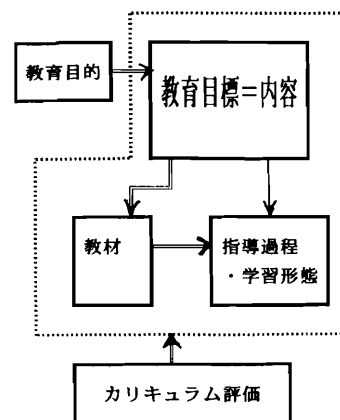 教育目的
教育目標＝内容
教材
指導過程
・学習形態
カリキュラム評価